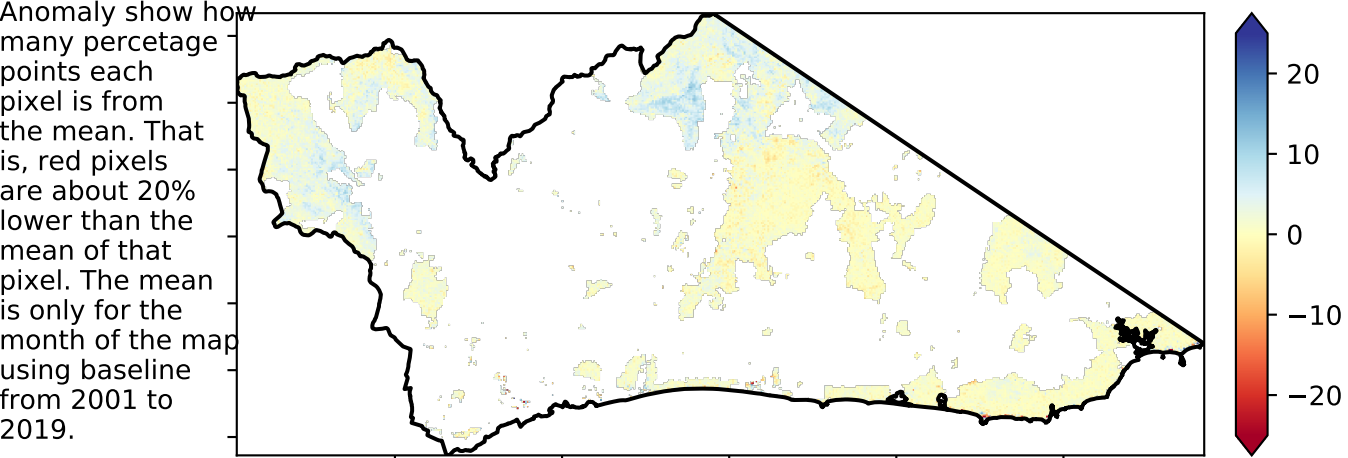 Anomaly show how
many percetage
points each
pixel is from
the mean. That
is, red pixels
are about 20%
lower than the
mean of that
pixel. The mean
is only for the
month of the map
using baseline
from 2001 to
2019.
20
10
0
−10
−20